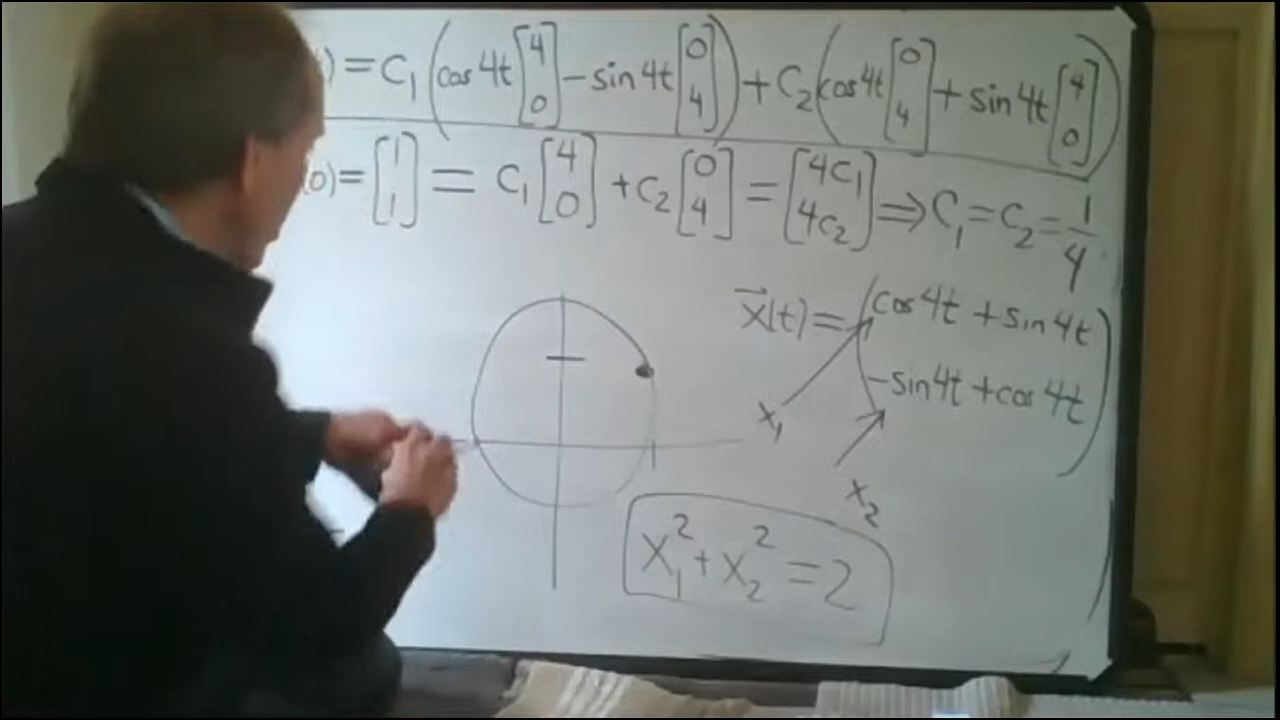 ) = C₁ (cos 4t [4 0] − sin 4t [0 4]) + C₂ (cos 4t [0 4] + sin 4t [4 0])
(0) = [1 1] = C₁ [4 0] + C₂ [0 4] = [4C₁ 4C₂] ⇒ C₁ = C₂ = 1/4
x⃗(t) = (cos 4t + sin 4t
−sin 4t + cos 4t)
x₁
x₂
x₁² + x₂² = 2